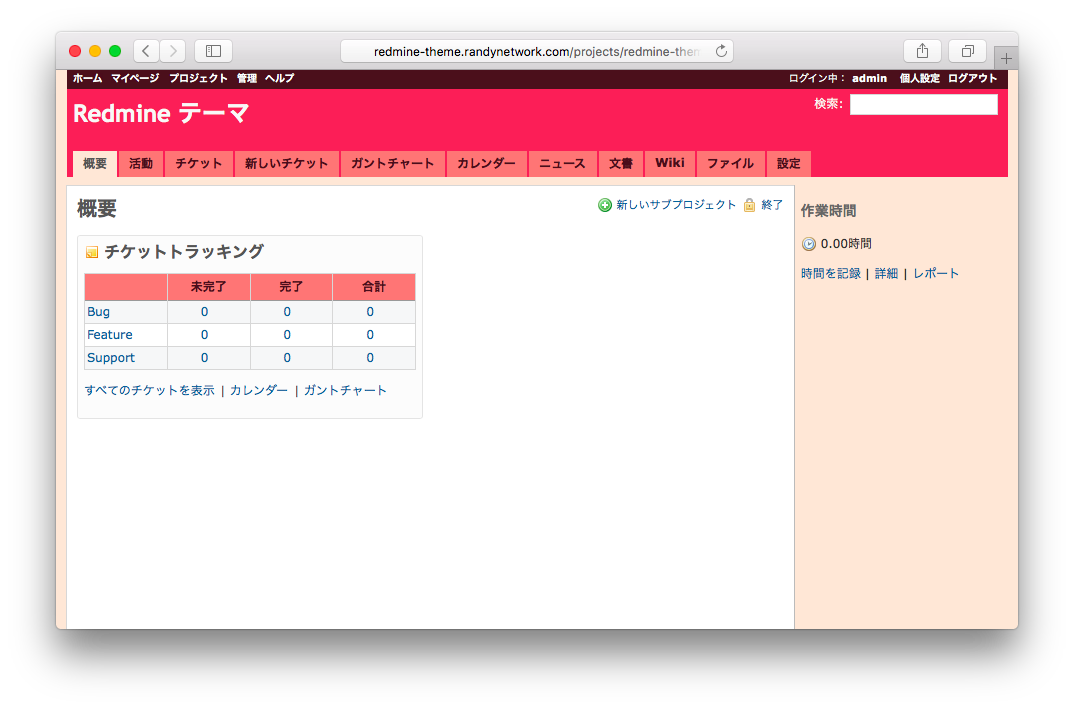 redmine-theme.randynetwork.com/projects/redmine-them
ホーム マイページ プロジェクト 管理 ヘルプ ログイン中: admin 個人設定 ログアウト
Redmine テーマ 検索:
概要 活動 チケット 新しいチケット ガントチャート カレンダー ニュース 文書 Wiki ファイル 設定
概要 新しいサブプロジェクト 終了
作業時間
チケットトラッキング
0.00時間
時間を記録 | 詳細 | レポート
未完了 完了 合計
Bug 0 0 0
Feature 0 0 0
Support 0 0 0
すべてのチケットを表示 | カレンダー | ガントチャート